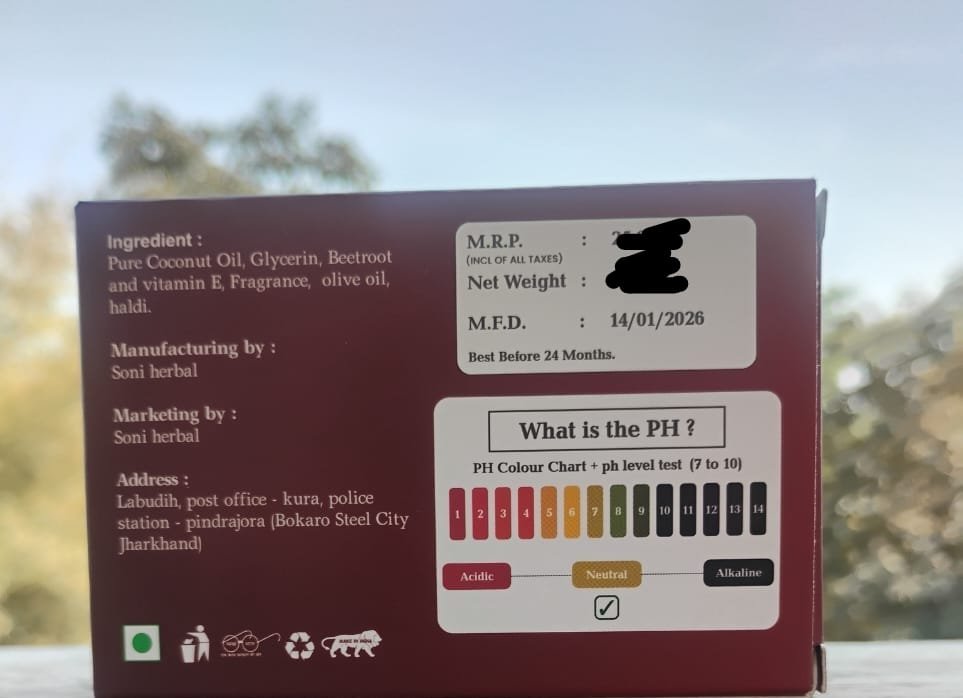 Ingredient :
Pure Coconut Oil, Glycerin, Beetroot
and vitamin E, Fragrance, olive oil,
haldi.
Manufacturing by :
Soni herbal
Marketing by :
Soni herbal
Address :
Labudih, post office - kura, police
station - pindrajora (Bokaro Steel City
Jharkhand)
M.R.P. :
(INCL OF ALL TAXES)
Net Weight :
M.F.D. : 14/01/2026
Best Before 24 Months.
What is the PH ?
PH Colour Chart + ph level test (7 to 10)
1 2 3 4 5 6 7 8 9 10 11 12 13 14
Acidic Neutral Alkaline
MAKE IN INDIA